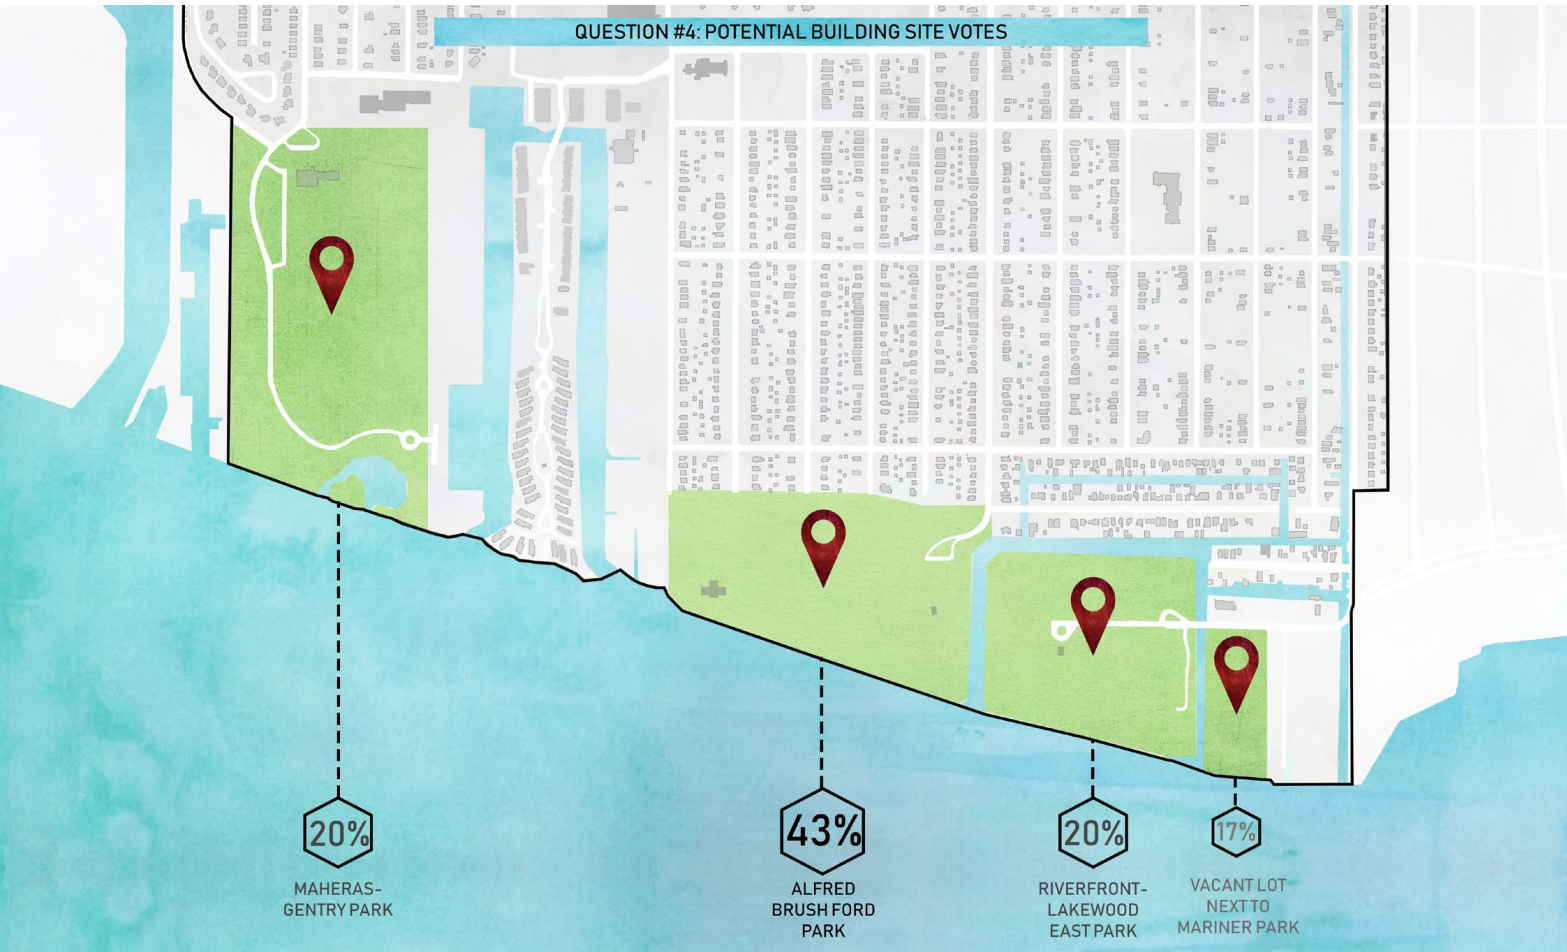 QUESTION #4: POTENTIAL BUILDING SITE VOTES
20%
MAHERAS-
GENTRY PARK
43%
ALFRED
BRUSH FORD
PARK
20%
RIVERFRONT-
LAKEWOOD
EAST PARK
17%
VACANT LOT
NEXT TO
MARINER PARK